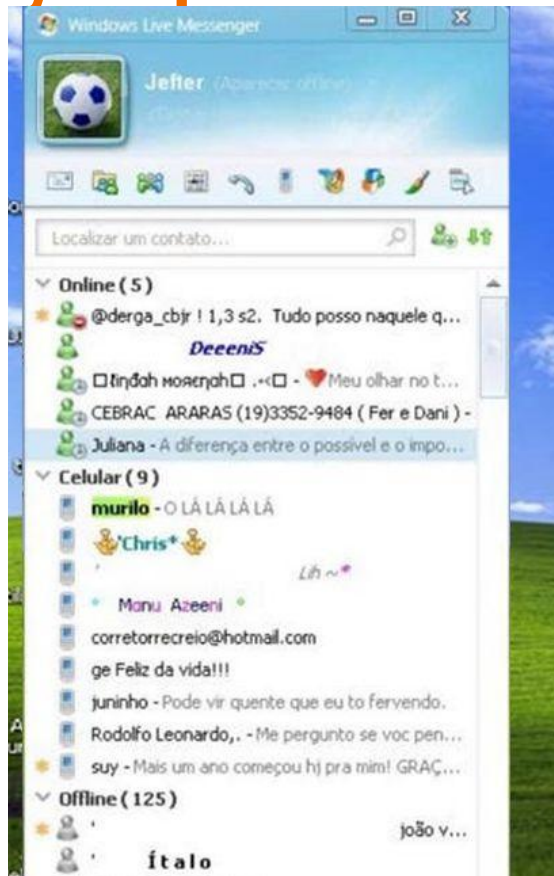 Windows Live Messenger
Jefter (Aparecer offline)
Localizar um contato...
Online (5)
@derga_cbjr ! 1,3 s2. Tudo posso naquele q...
DeeeniS
Meu olhar no t...
CEBRAC ARARAS (19)3352-9484 ( Fer e Dani ) -
Juliana - A diferença entre o possível e o impo...
Celular (9)
murilo - O LÁ LÁ LÁ LÁ
'Chris*
' Lih ~*
* Manu Azeeni *
corretorrecreio@hotmail.com
ge Feliz da vida!!!
juninho - Pode vir quente que eu to fervendo.
Rodolfo Leonardo,. - Me pergunto se voc pen...
suy - Mais um ano começou hj pra mim! GRAÇ...
Offline (125)
' joão v...
' Ítalo